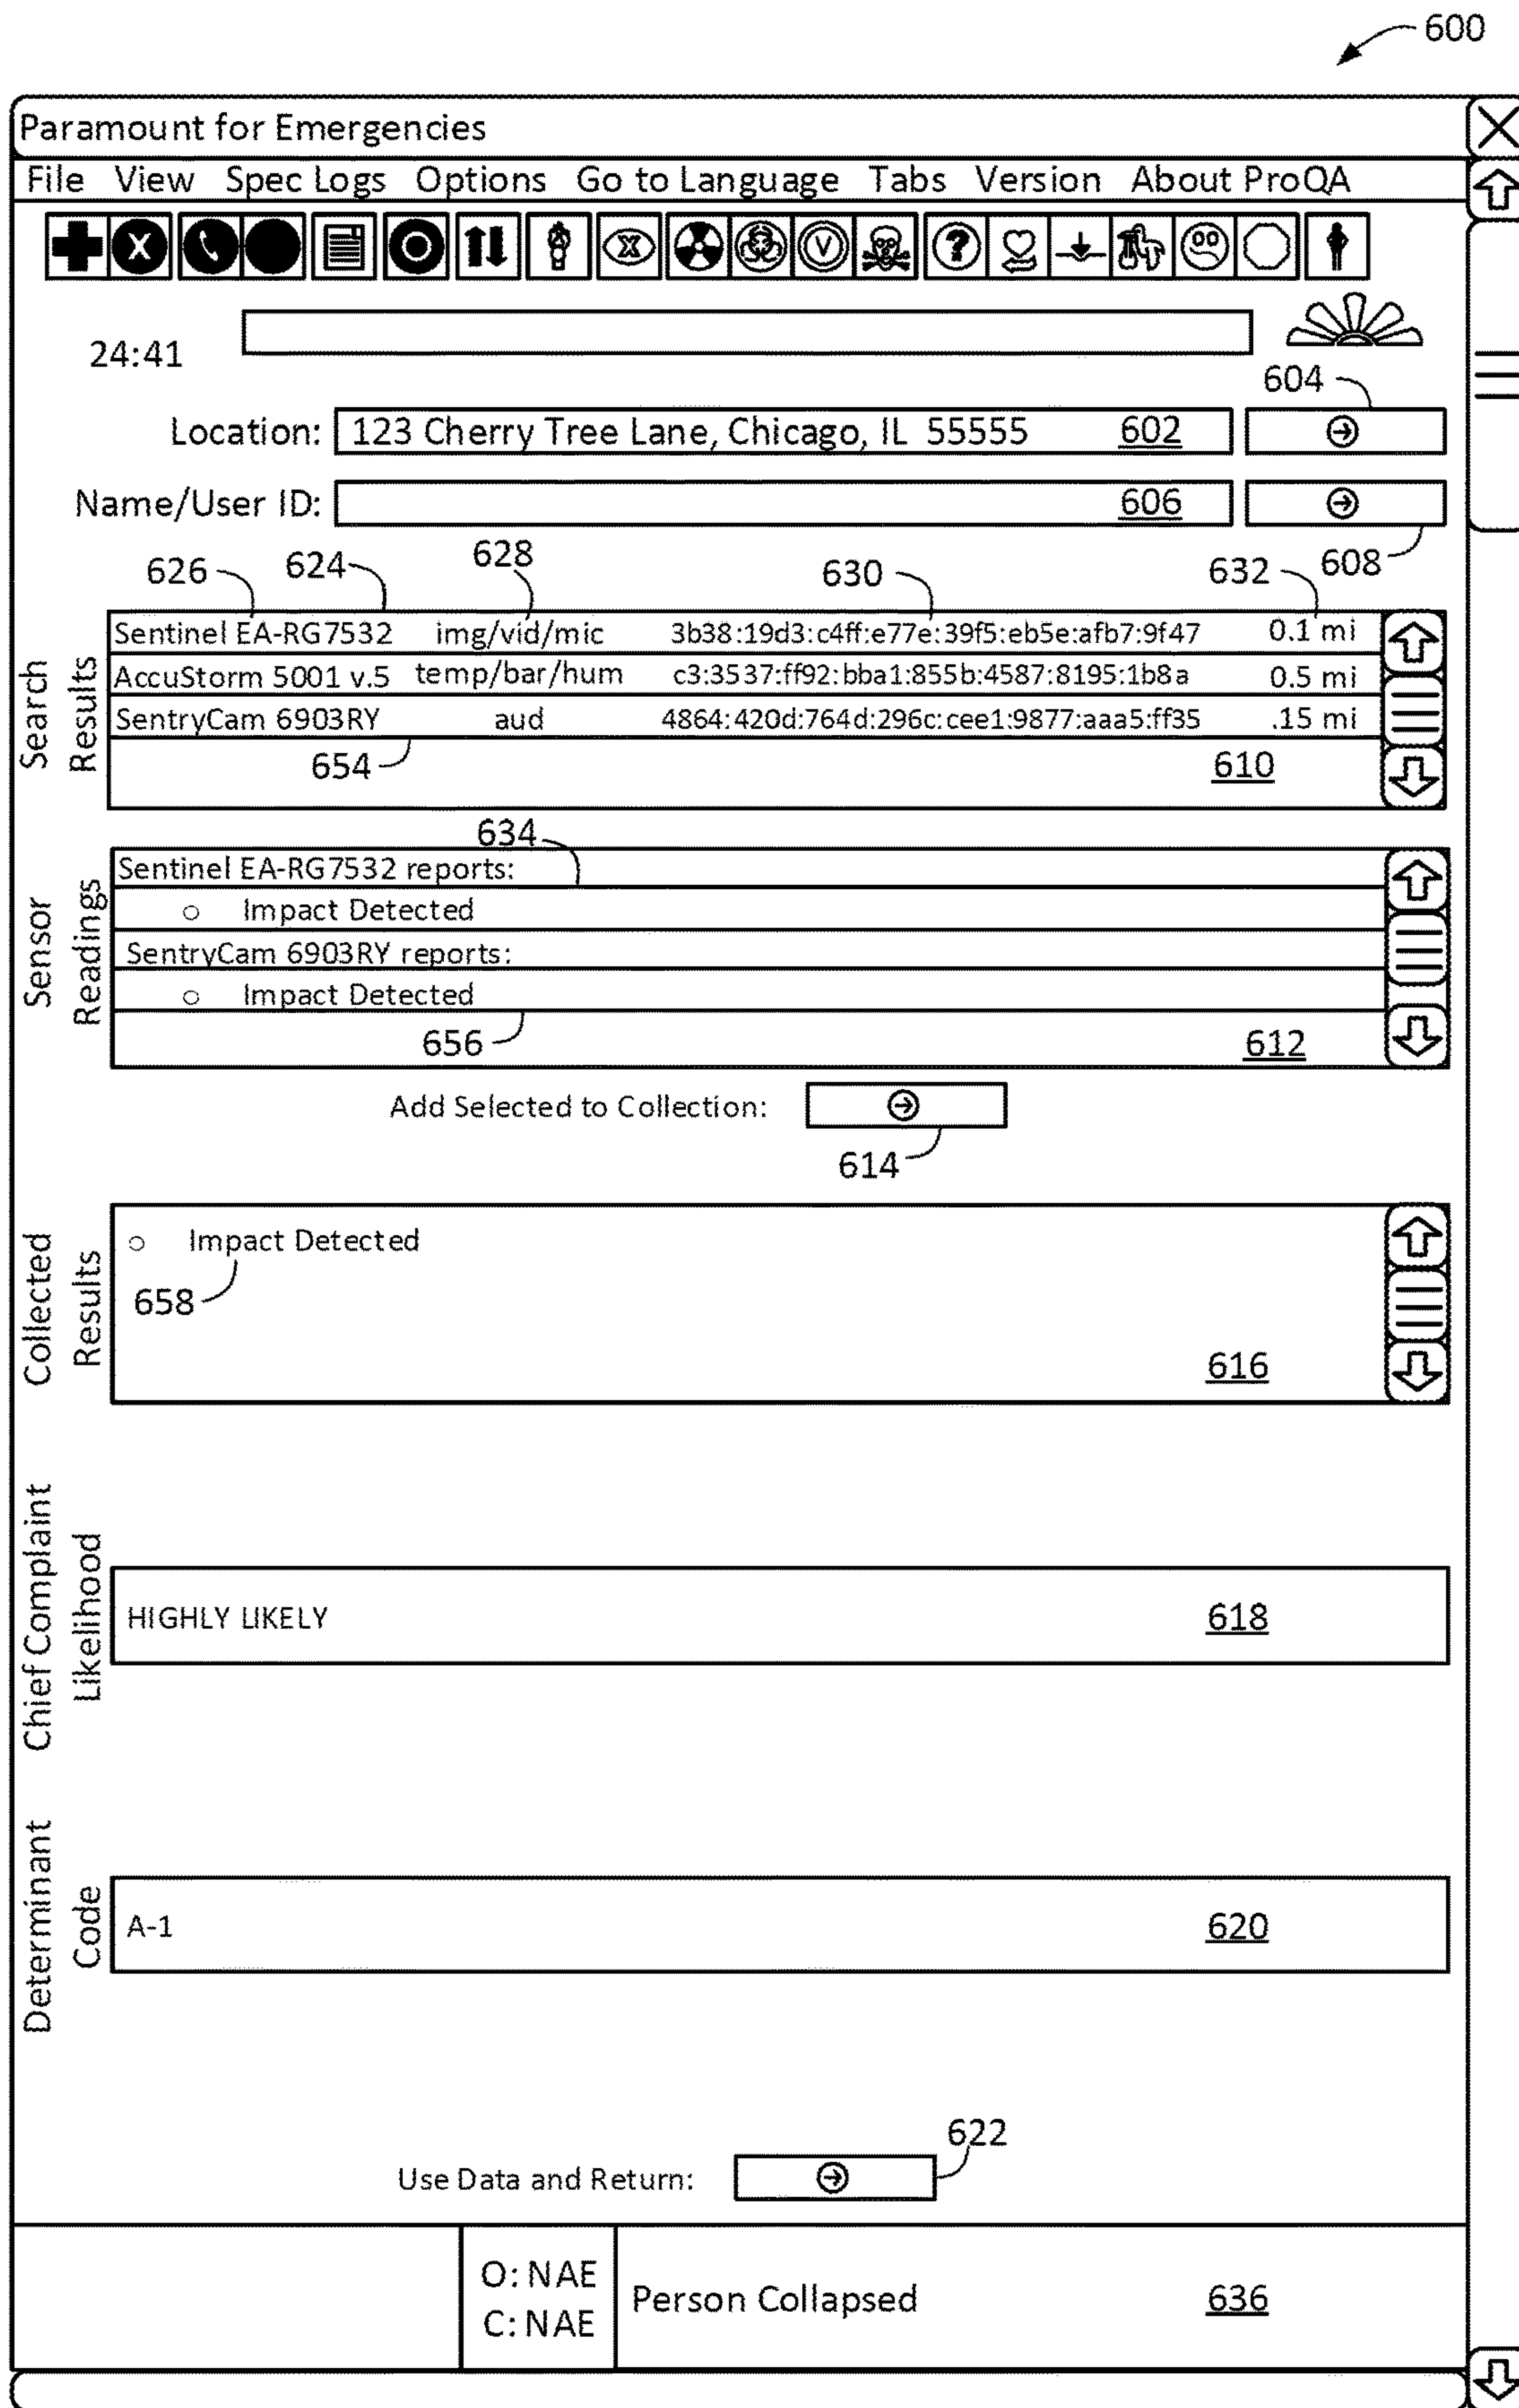 600
Paramount for Emergencies
File View Spec Logs Options Go to Language Tabs Version About ProQA
X V ?
24:41
604
Location: 123 Cherry Tree Lane, Chicago, IL 55555 602
Name/User ID: 606
626 624 628 630 632 608
Search Results
Sentinel EA-RG7532 img/vid/mic 3b38:19d3:c4ff:e77e:39f5:eb5e:afb7:9f47 0.1 mi
AccuStorm 5001 v.5 temp/bar/hum c3:3537:ff92:bba1:855b:4587:8195:1b8a 0.5 mi
SentryCam 6903RY aud 4864:420d:764d:296c:cee1:9877:aaa5:ff35 .15 mi
654 610
634
Sensor Readings
Sentinel EA-RG7532 reports:
○ Impact Detected
SentryCam 6903RY reports:
○ Impact Detected
656 612
Add Selected to Collection:
614
Collected Results
○ Impact Detected
658
616
Chief Complaint Likelihood
HIGHLY LIKELY 618
Determinant Code
A-1 620
622
Use Data and Return:
O: NAE
C: NAE
Person Collapsed 636